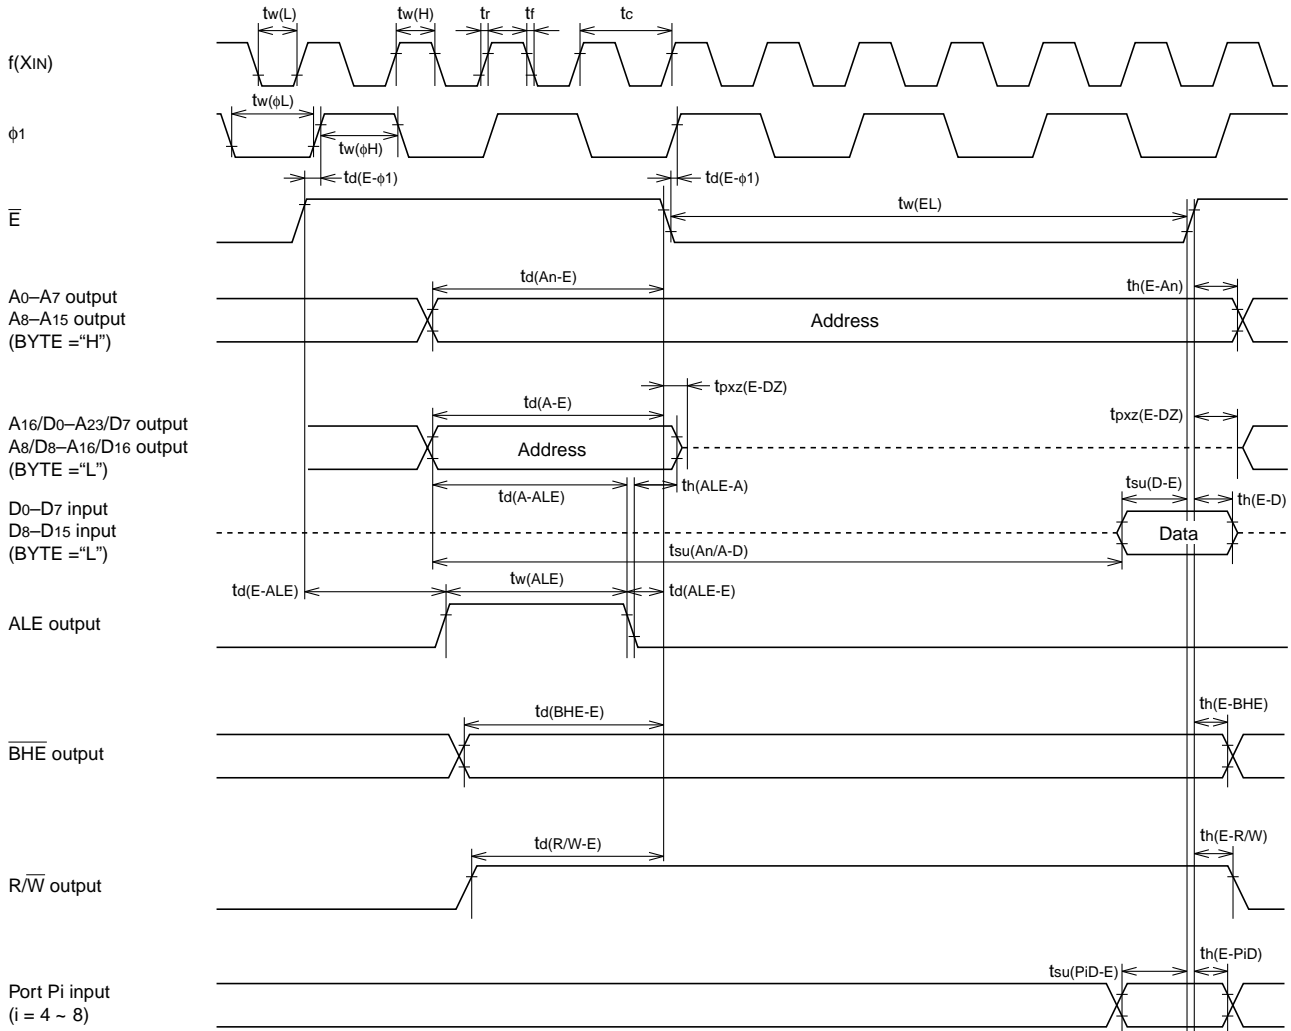 tw(L)
tw(H)
tr
tf
tc
f(XIN)
tw(ϕL)
ϕ1
tw(ϕH)
td(E-ϕ1)
td(E-ϕ1)
E
tw(EL)
td(An-E)
th(E-An)
A0–A7 output
A8–A15 output
(BYTE =“H”)
Address
tpxz(E-DZ)
td(A-E)
tpxz(E-DZ)
A16/D0–A23/D7 output
A8/D8–A16/D16 output
(BYTE =“L”)
Address
td(A-ALE)
th(ALE-A)
tsu(D-E)
th(E-D)
D0–D7 input
D8–D15 input
(BYTE =“L”)
Data
tsu(An/A-D)
td(E-ALE)
tw(ALE)
td(ALE-E)
ALE output
td(BHE-E)
th(E-BHE)
BHE output
td(R/W-E)
th(E-R/W)
R/W output
tsu(PiD-E)
th(E-PiD)
Port Pi input
(i = 4 ~ 8)